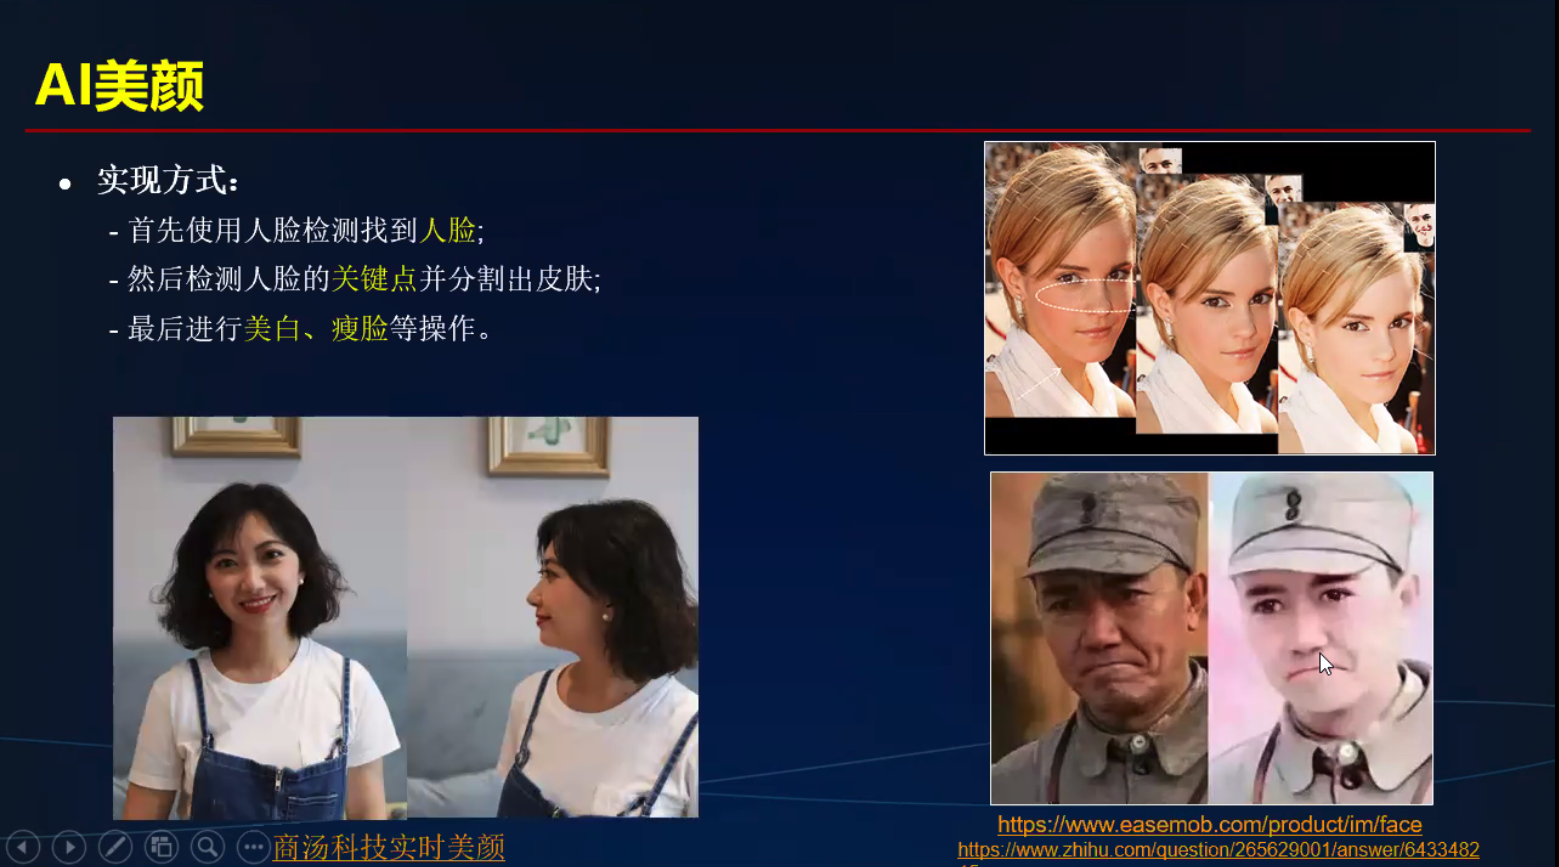 AI美颜
● 实现方式：
- 首先使用人脸检测找到人脸;
- 然后检测人脸的关键点并分割出皮肤;
- 最后进行美白、瘦脸等操作。
商汤科技实时美颜
https://www.easemob.com/product/im/face
https://www.zhihu.com/question/265629001/answer/6433482